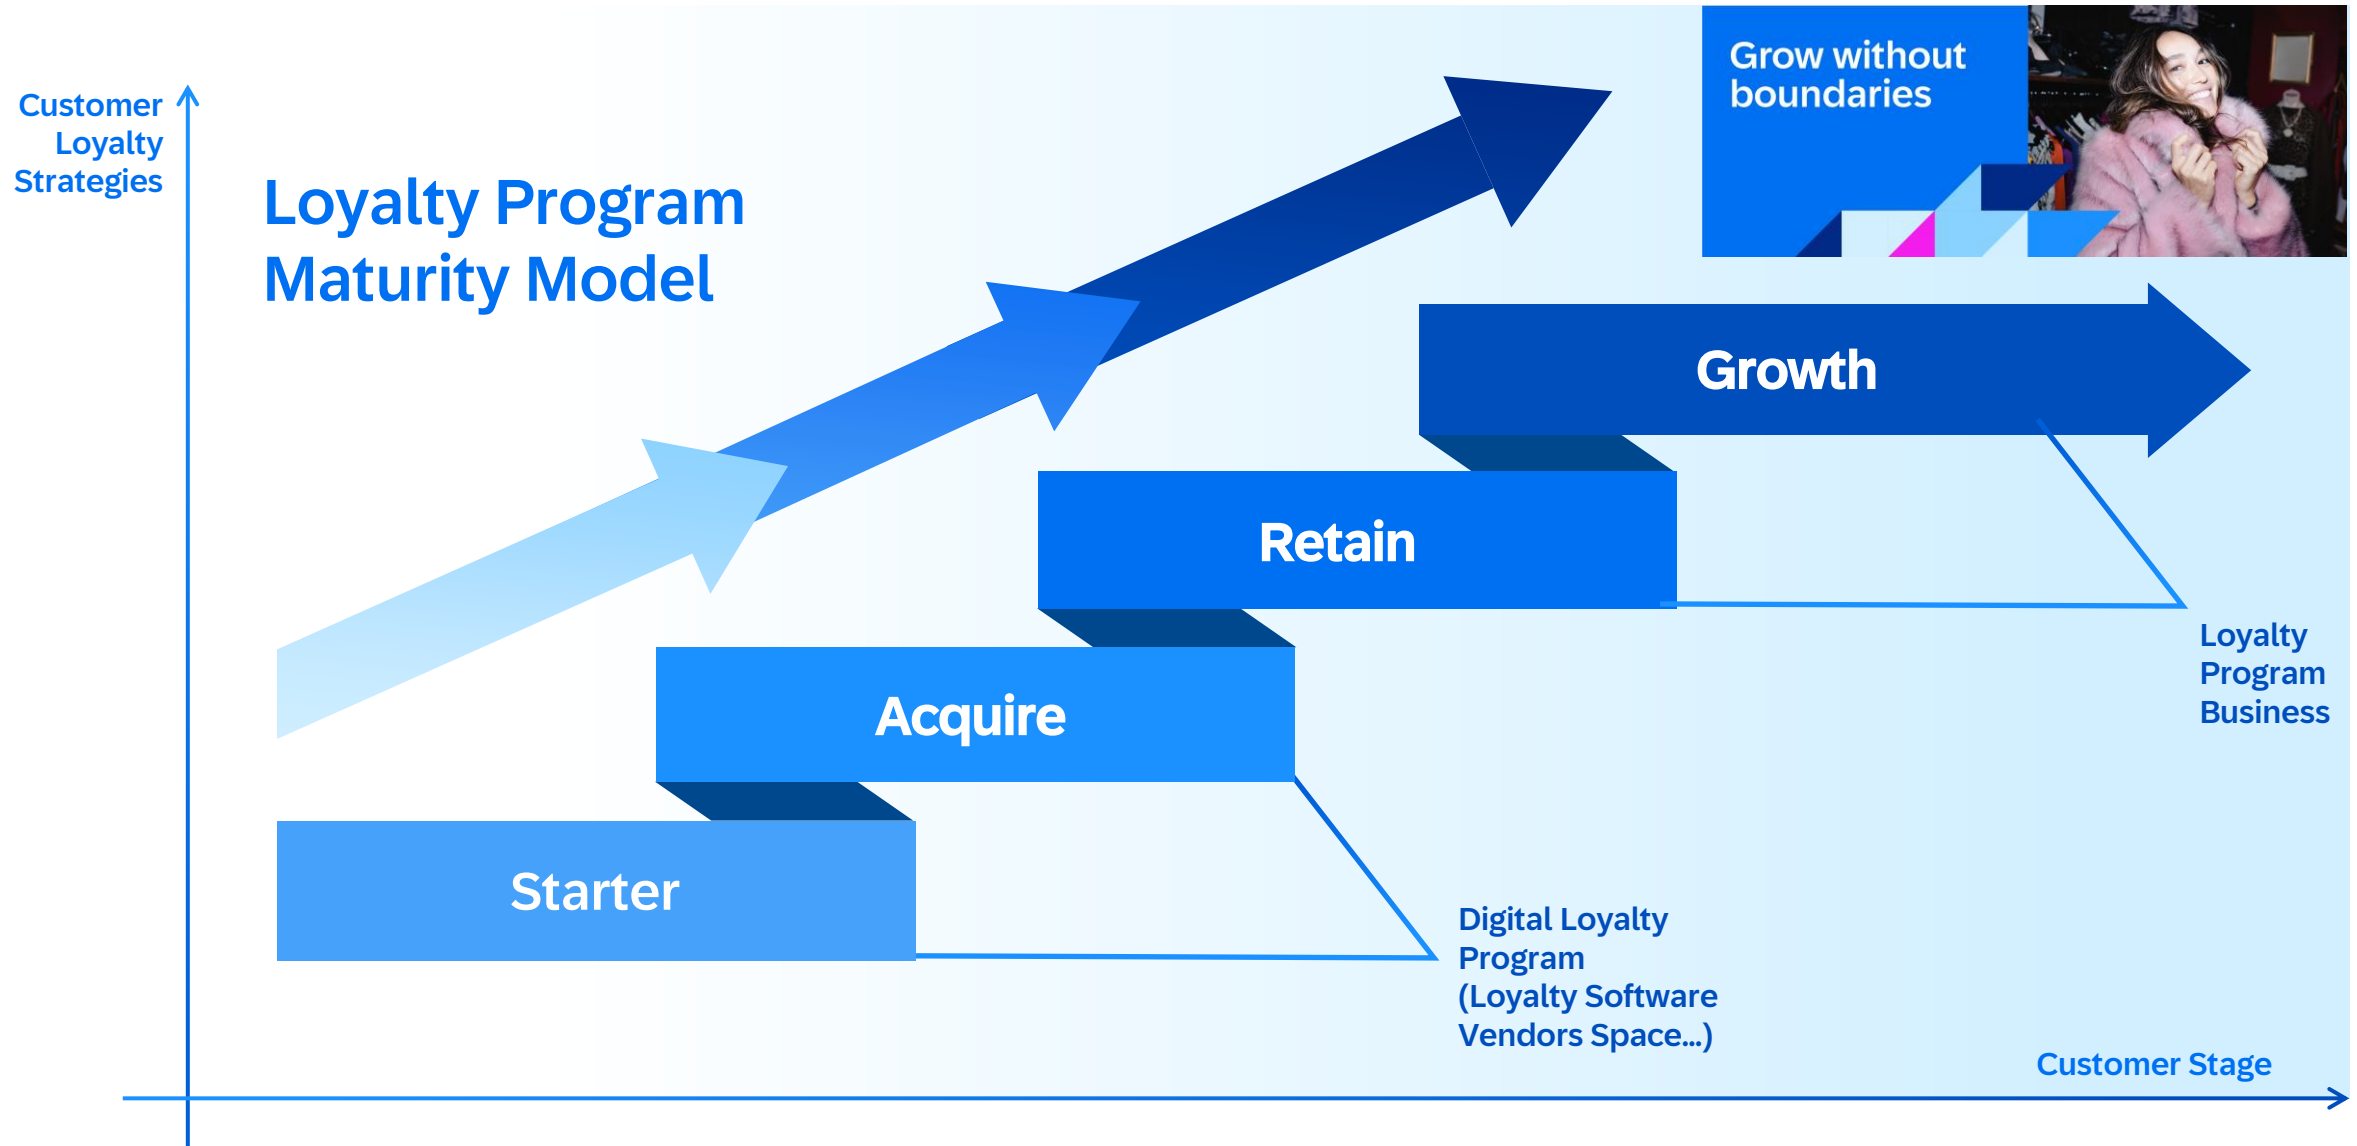 Grow without
boundaries
Customer
Loyalty
Strategies
Loyalty Program
Maturity Model
Growth
Retain
Loyalty
Program
Business
Acquire
Starter
Digital Loyalty
Program
(Loyalty Software
Vendors Space...)
Customer Stage